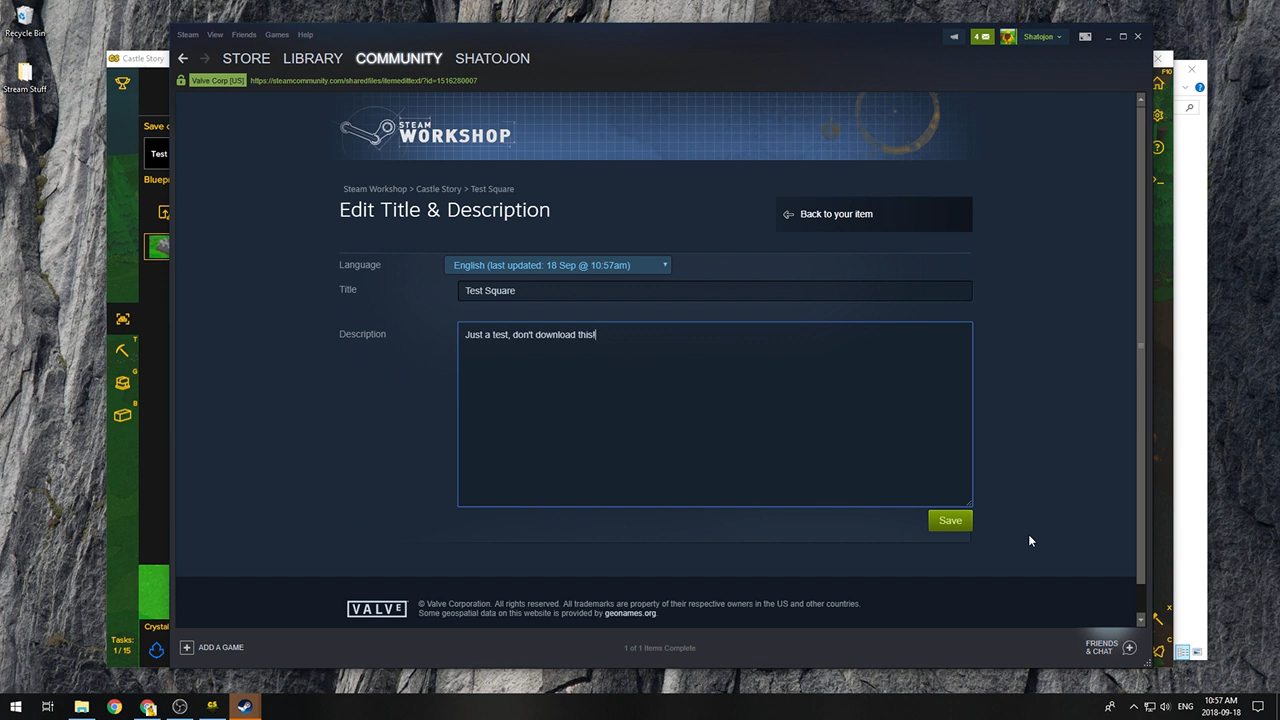 Recycle Bin
Stream Stuff
Castle Story
Steam View Friends Games Help
4
Shatojon
STORE LIBRARY COMMUNITY SHATOJON
Valve Corp [US] https://steamcommunity.com/sharedfiles/itemedittext/?id=1516280007
F10
STEAM
WORKSHOP
Save
Test
Steam Workshop > Castle Story > Test Square
Edit Title & Description
Back to your item
Language English (last updated: 18 Sep @ 10:57am)
Title Test Square
Description Just a test, don't download this!
T
G
B
Save
VALVE
© Valve Corporation. All rights reserved. All trademarks are property of their respective owners in the US and other countries.
Some geospatial data on this website is provided by geonames.org.
X
C
Tasks:
1 / 15
ADD A GAME
1 of 1 Items Complete
FRIENDS
& CHAT
ENG
10:57 AM
2018-09-18